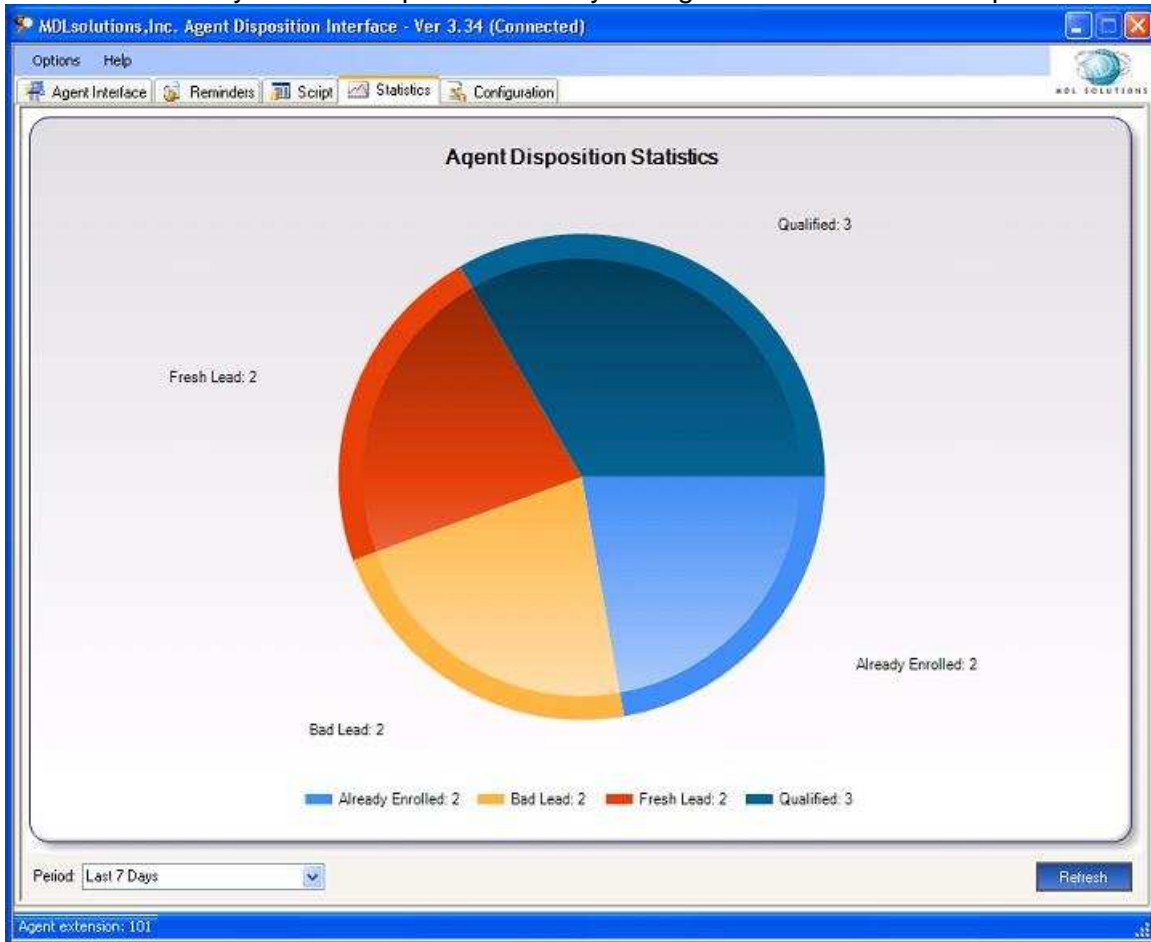 MDLsolutions,Inc. Agent Disposition Interface - Ver 3.34 (Connected)
Options Help
Agent Interface Reminders Script Statistics Configuration
MDL SOLUTIONS
Agent Disposition Statistics
Qualified: 3
Fresh Lead: 2
Already Enrolled: 2
Bad Lead: 2
Already Enrolled: 2 Bad Lead: 2 Fresh Lead: 2 Qualified: 3
Period: Last 7 Days
Refresh
Agent extension: 101